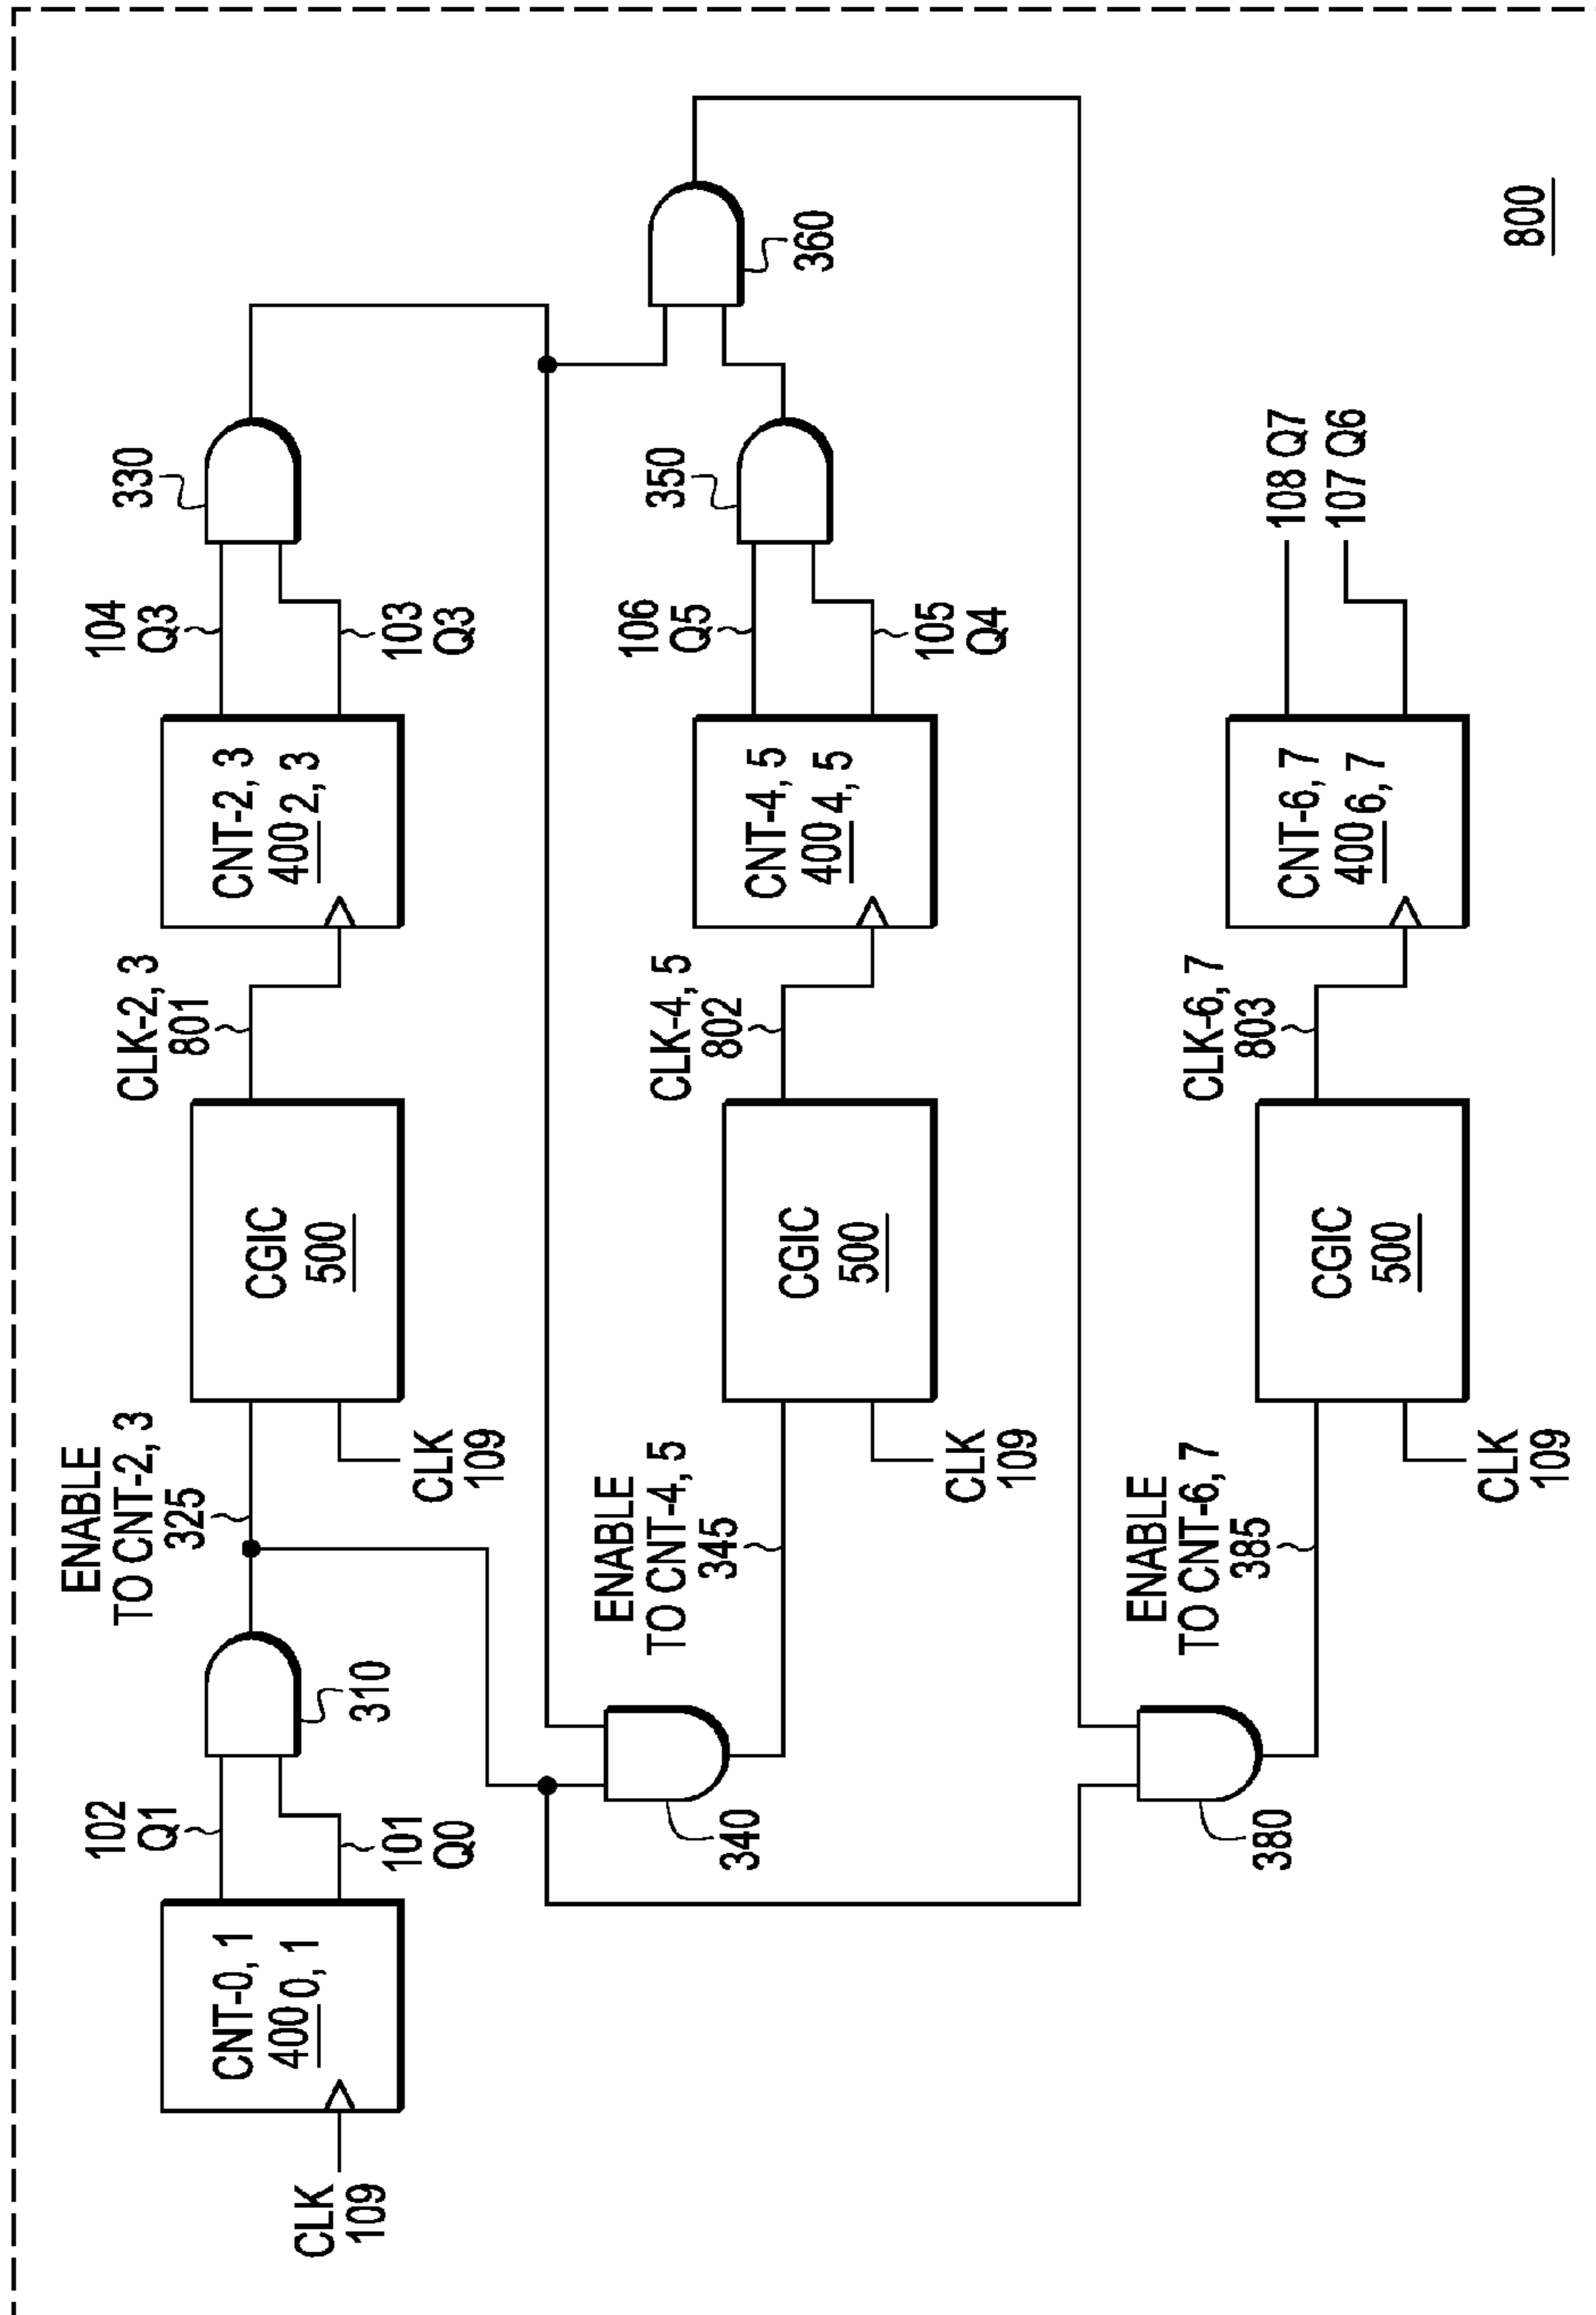 CLK
109
CNT-0, 1
400 0, 1
102
Q1
101
Q0
310
ENABLE
TO CNT-2, 3
325
CLK
109
CGIC
500
CLK-2, 3
801
CNT-2, 3
400 2, 3
104
Q3
103
Q3
330
340
ENABLE
TO CNT-4, 5
345
CLK
109
CGIC
500
CLK-4, 5
802
CNT-4, 5
400 4, 5
106
Q5
105
Q4
350
360
380
ENABLE
TO CNT-6, 7
385
CLK
109
CGIC
500
CLK-6, 7
803
CNT-6, 7
400 6, 7
108 Q7
107 Q6
800